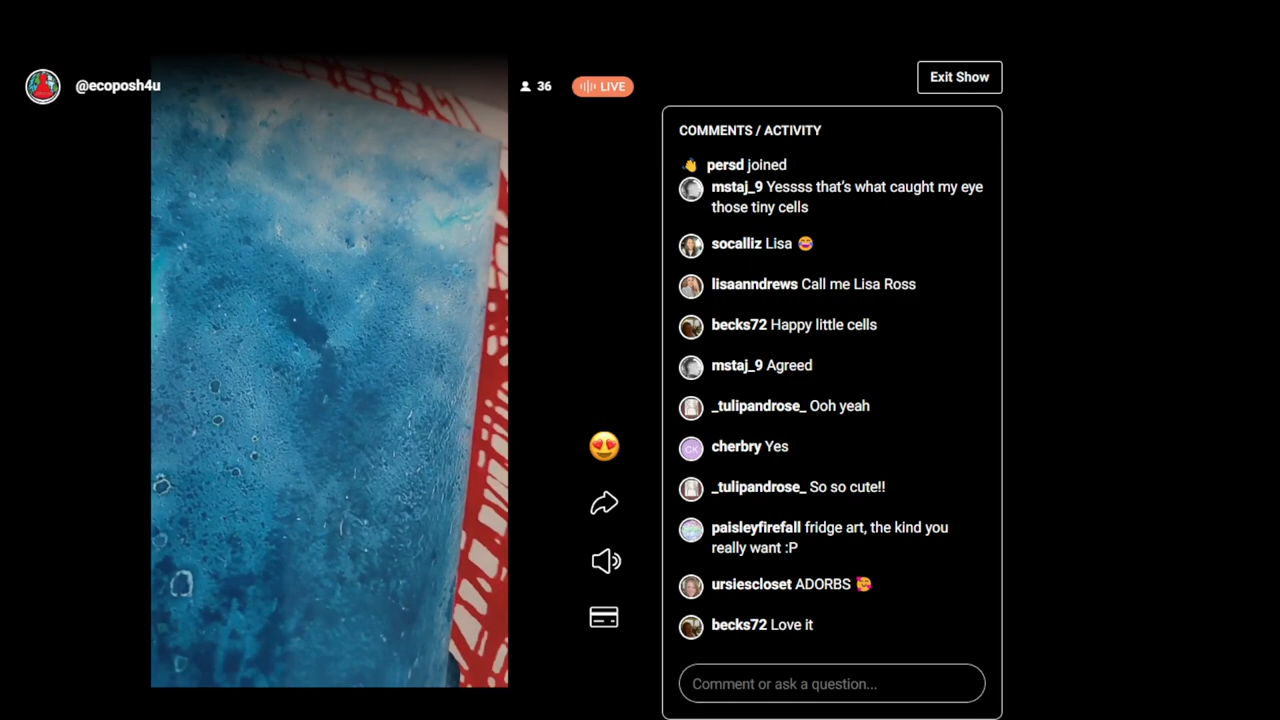 @ecoposh4u
36
LIVE
Exit Show
COMMENTS / ACTIVITY
persd joined
mstaj_9 Yessss that’s what caught my eye
those tiny cells
socalliz Lisa
lisaanndrews Call me Lisa Ross
becks72 Happy little cells
mstaj_9 Agreed
_tulipandrose_ Ooh yeah
CK
cherbry Yes
_tulipandrose_ So so cute!!
paisleyfirefall fridge art, the kind you
really want :P
ursiescloset ADORBS
becks72 Love it
Comment or ask a question...